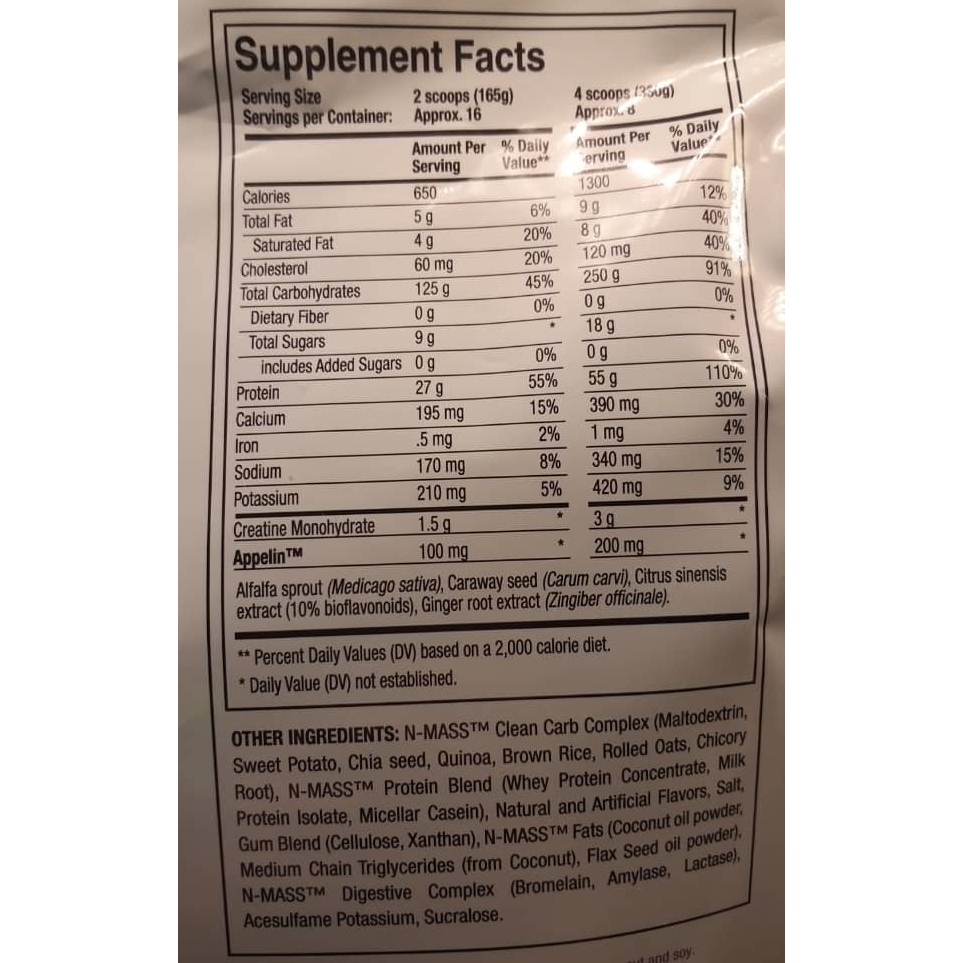 Supplement Facts
Serving Size 2 scoops (165g) 4 scoops (330g)
Servings per Container: Approx. 16 Approx. 8
Amount Per Serving % Daily Value** Amount Per Serving % Daily Value**
Calories 650 1300
Total Fat 5 g 6% 9 g 12%
Saturated Fat 4 g 20% 8 g 40%
Cholesterol 60 mg 20% 120 mg 40%
Total Carbohydrates 125 g 45% 250 g 91%
Dietary Fiber 0 g 0% 0 g 0%
Total Sugars 9 g * 18 g *
includes Added Sugars 0 g 0% 0 g 0%
Protein 27 g 55% 55 g 110%
Calcium 195 mg 15% 390 mg 30%
Iron .5 mg 2% 1 mg 4%
Sodium 170 mg 8% 340 mg 15%
Potassium 210 mg 5% 420 mg 9%
Creatine Monohydrate 1.5 g * 3 g *
Appelin™ 100 mg * 200 mg *
Alfalfa sprout (Medicago sativa), Caraway seed (Carum carvi), Citrus sinensis
extract (10% bioflavonoids), Ginger root extract (Zingiber officinale).
** Percent Daily Values (DV) based on a 2,000 calorie diet.
* Daily Value (DV) not established.
OTHER INGREDIENTS: N-MASS™ Clean Carb Complex (Maltodextrin,
Sweet Potato, Chia seed, Quinoa, Brown Rice, Rolled Oats, Chicory
Root), N-MASS™ Protein Blend (Whey Protein Concentrate, Milk
Protein Isolate, Micellar Casein), Natural and Artificial Flavors, Salt,
Gum Blend (Cellulose, Xanthan), N-MASS™ Fats (Coconut oil powder,
Medium Chain Triglycerides (from Coconut), Flax Seed oil powder),
N-MASS™ Digestive Complex (Bromelain, Amylase, Lactase),
Acesulfame Potassium, Sucralose.
and soy.